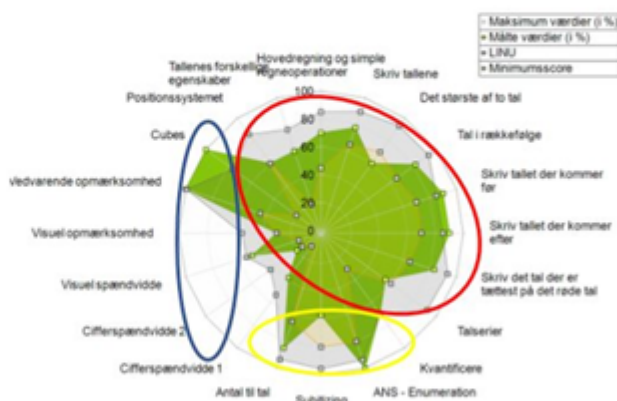 Maksimum værdier (i %)
Målte værdier (i %)
LINU
Minimumsscore
Hovedregning og simple
regneoperationer
Skriv tallene
Det største af to tal
Tal i rækkefølge
Skriv tallet der kommer
før
Skriv tallet der kommer
efter
Skriv det tal der er
tættest på det røde tal
Talserier
Kvantificere
ANS - Enumeration
Subitizing
Antal til tal
Cifferspændvidde 1
Cifferspændvidde 2
Visuel spændvidde
Visuel opmærksomhed
Vedvarende opmærksomhed
Cubes
Positionssystemet
Tallenes forskellige
egenskaber
100
80
60
40
20
0